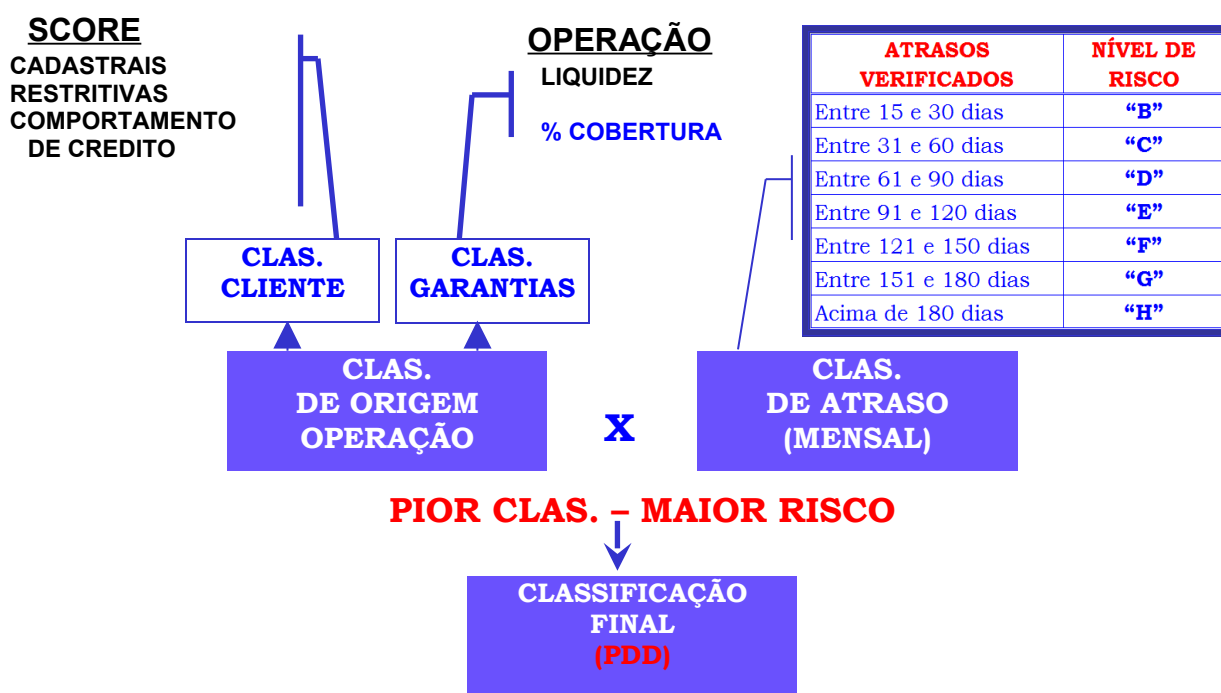 SCORE
CADASTRAIS
RESTRITIVAS
COMPORTAMENTO
DE CREDITO
OPERAÇÃO
LIQUIDEZ
% COBERTURA
ATRASOS VERIFICADOS NÍVEL DE RISCO
Entre 15 e 30 dias “B”
Entre 31 e 60 dias “C”
Entre 61 e 90 dias “D”
Entre 91 e 120 dias “E”
Entre 121 e 150 dias “F”
Entre 151 e 180 dias “G”
Acima de 180 dias “H”
CLAS.
CLIENTE
CLAS.
GARANTIAS
CLAS.
DE ORIGEM
OPERAÇÃO
x
CLAS.
DE ATRASO
(MENSAL)
PIOR CLAS. – MAIOR RISCO
CLASSIFICAÇÃO
FINAL
(PDD)